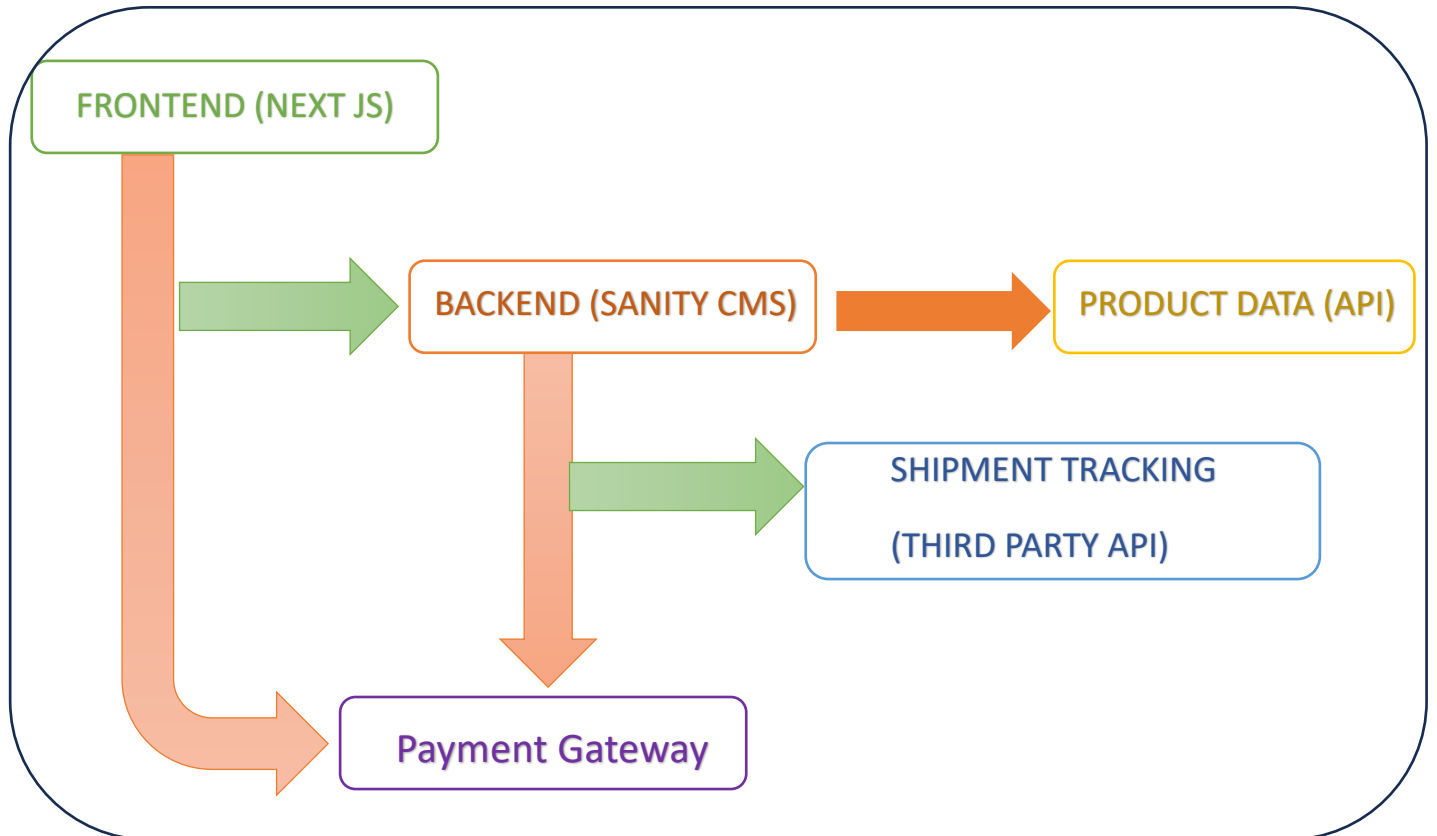 FRONTEND (NEXT JS)
BACKEND (SANITY CMS)
PRODUCT DATA (API)
SHIPMENT TRACKING
(THIRD PARTY API)
Payment Gateway